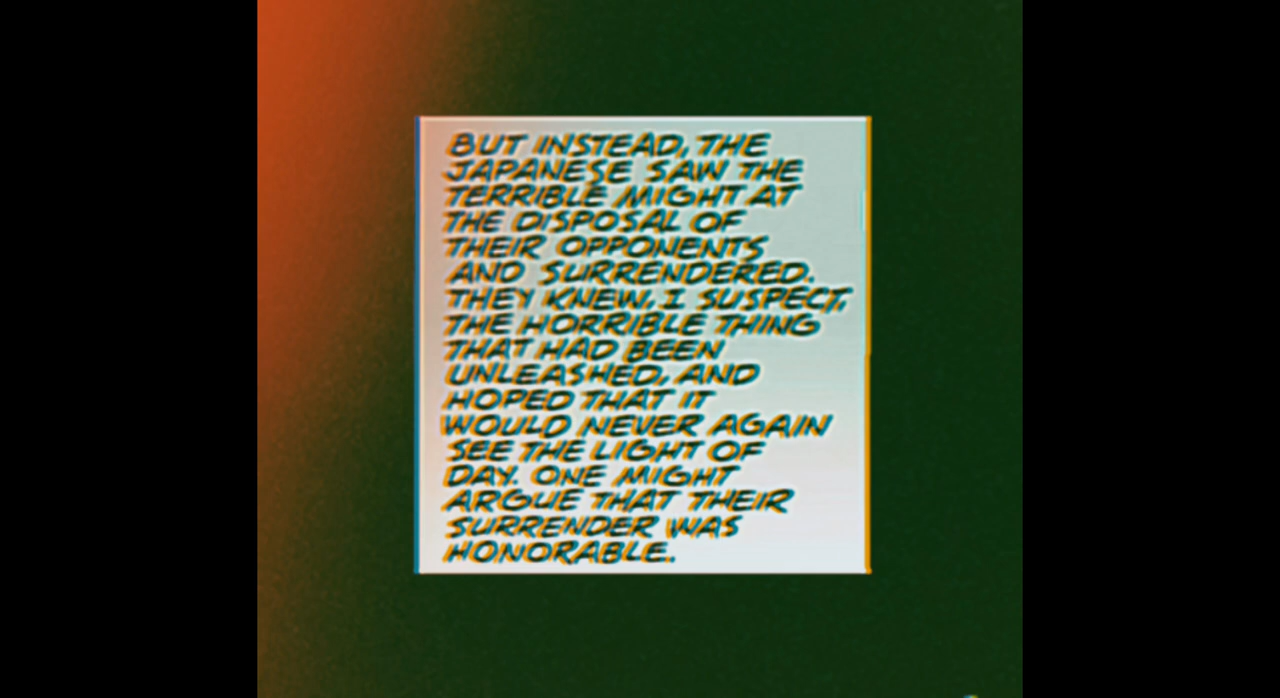 BUT INSTEAD, THE
JAPANESE SAW THE
TERRIBLE MIGHT AT
THE DISPOSAL OF
THEIR OPPONENTS
AND SURRENDERED.
THEY KNEW, I SUSPECT,
THE HORRIBLE THING
THAT HAD BEEN
UNLEASHED, AND
HOPED THAT IT
WOULD NEVER AGAIN
SEE THE LIGHT OF
DAY. ONE MIGHT
ARGUE THAT THEIR
SURRENDER WAS
HONORABLE.